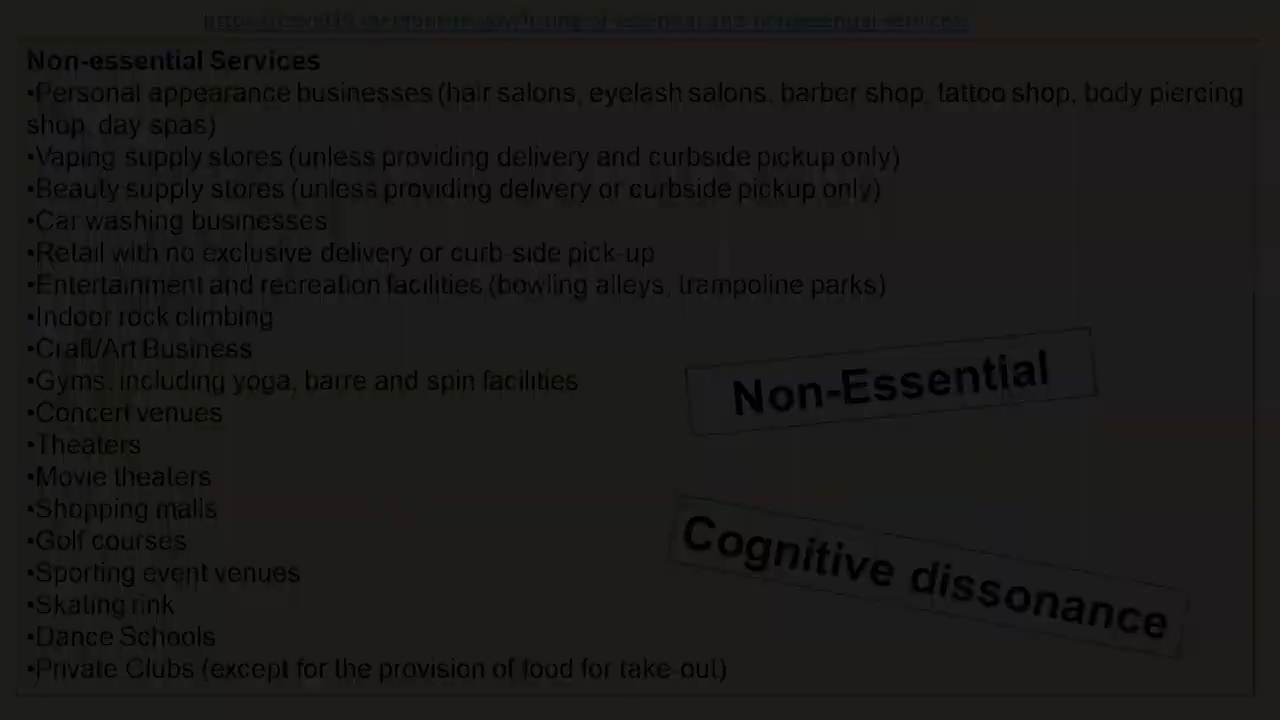 Non-essential Services
•Personal appearance businesses (hair salons, eyelash salons, barber shop, tattoo shop, body piercing
shop, day spas)
•Vaping supply stores (unless providing delivery and curbside pickup only)
•Beauty supply stores (unless providing delivery or curbside pickup only)
•Car washing businesses
•Retail with no exclusive delivery or curb-side pick-up
•Entertainment and recreation facilities (bowling alleys, trampoline parks)
•Indoor rock climbing
•Craft/Art Business
•Gyms, including yoga, barre and spin facilities
•Concert venues
•Theaters
•Movie theaters
•Shopping malls
•Golf courses
•Sporting event venues
•Skating rink
•Dance Schools
•Private Clubs (except for the provision of food for take-out)
Non-Essential
Cognitive dissonance